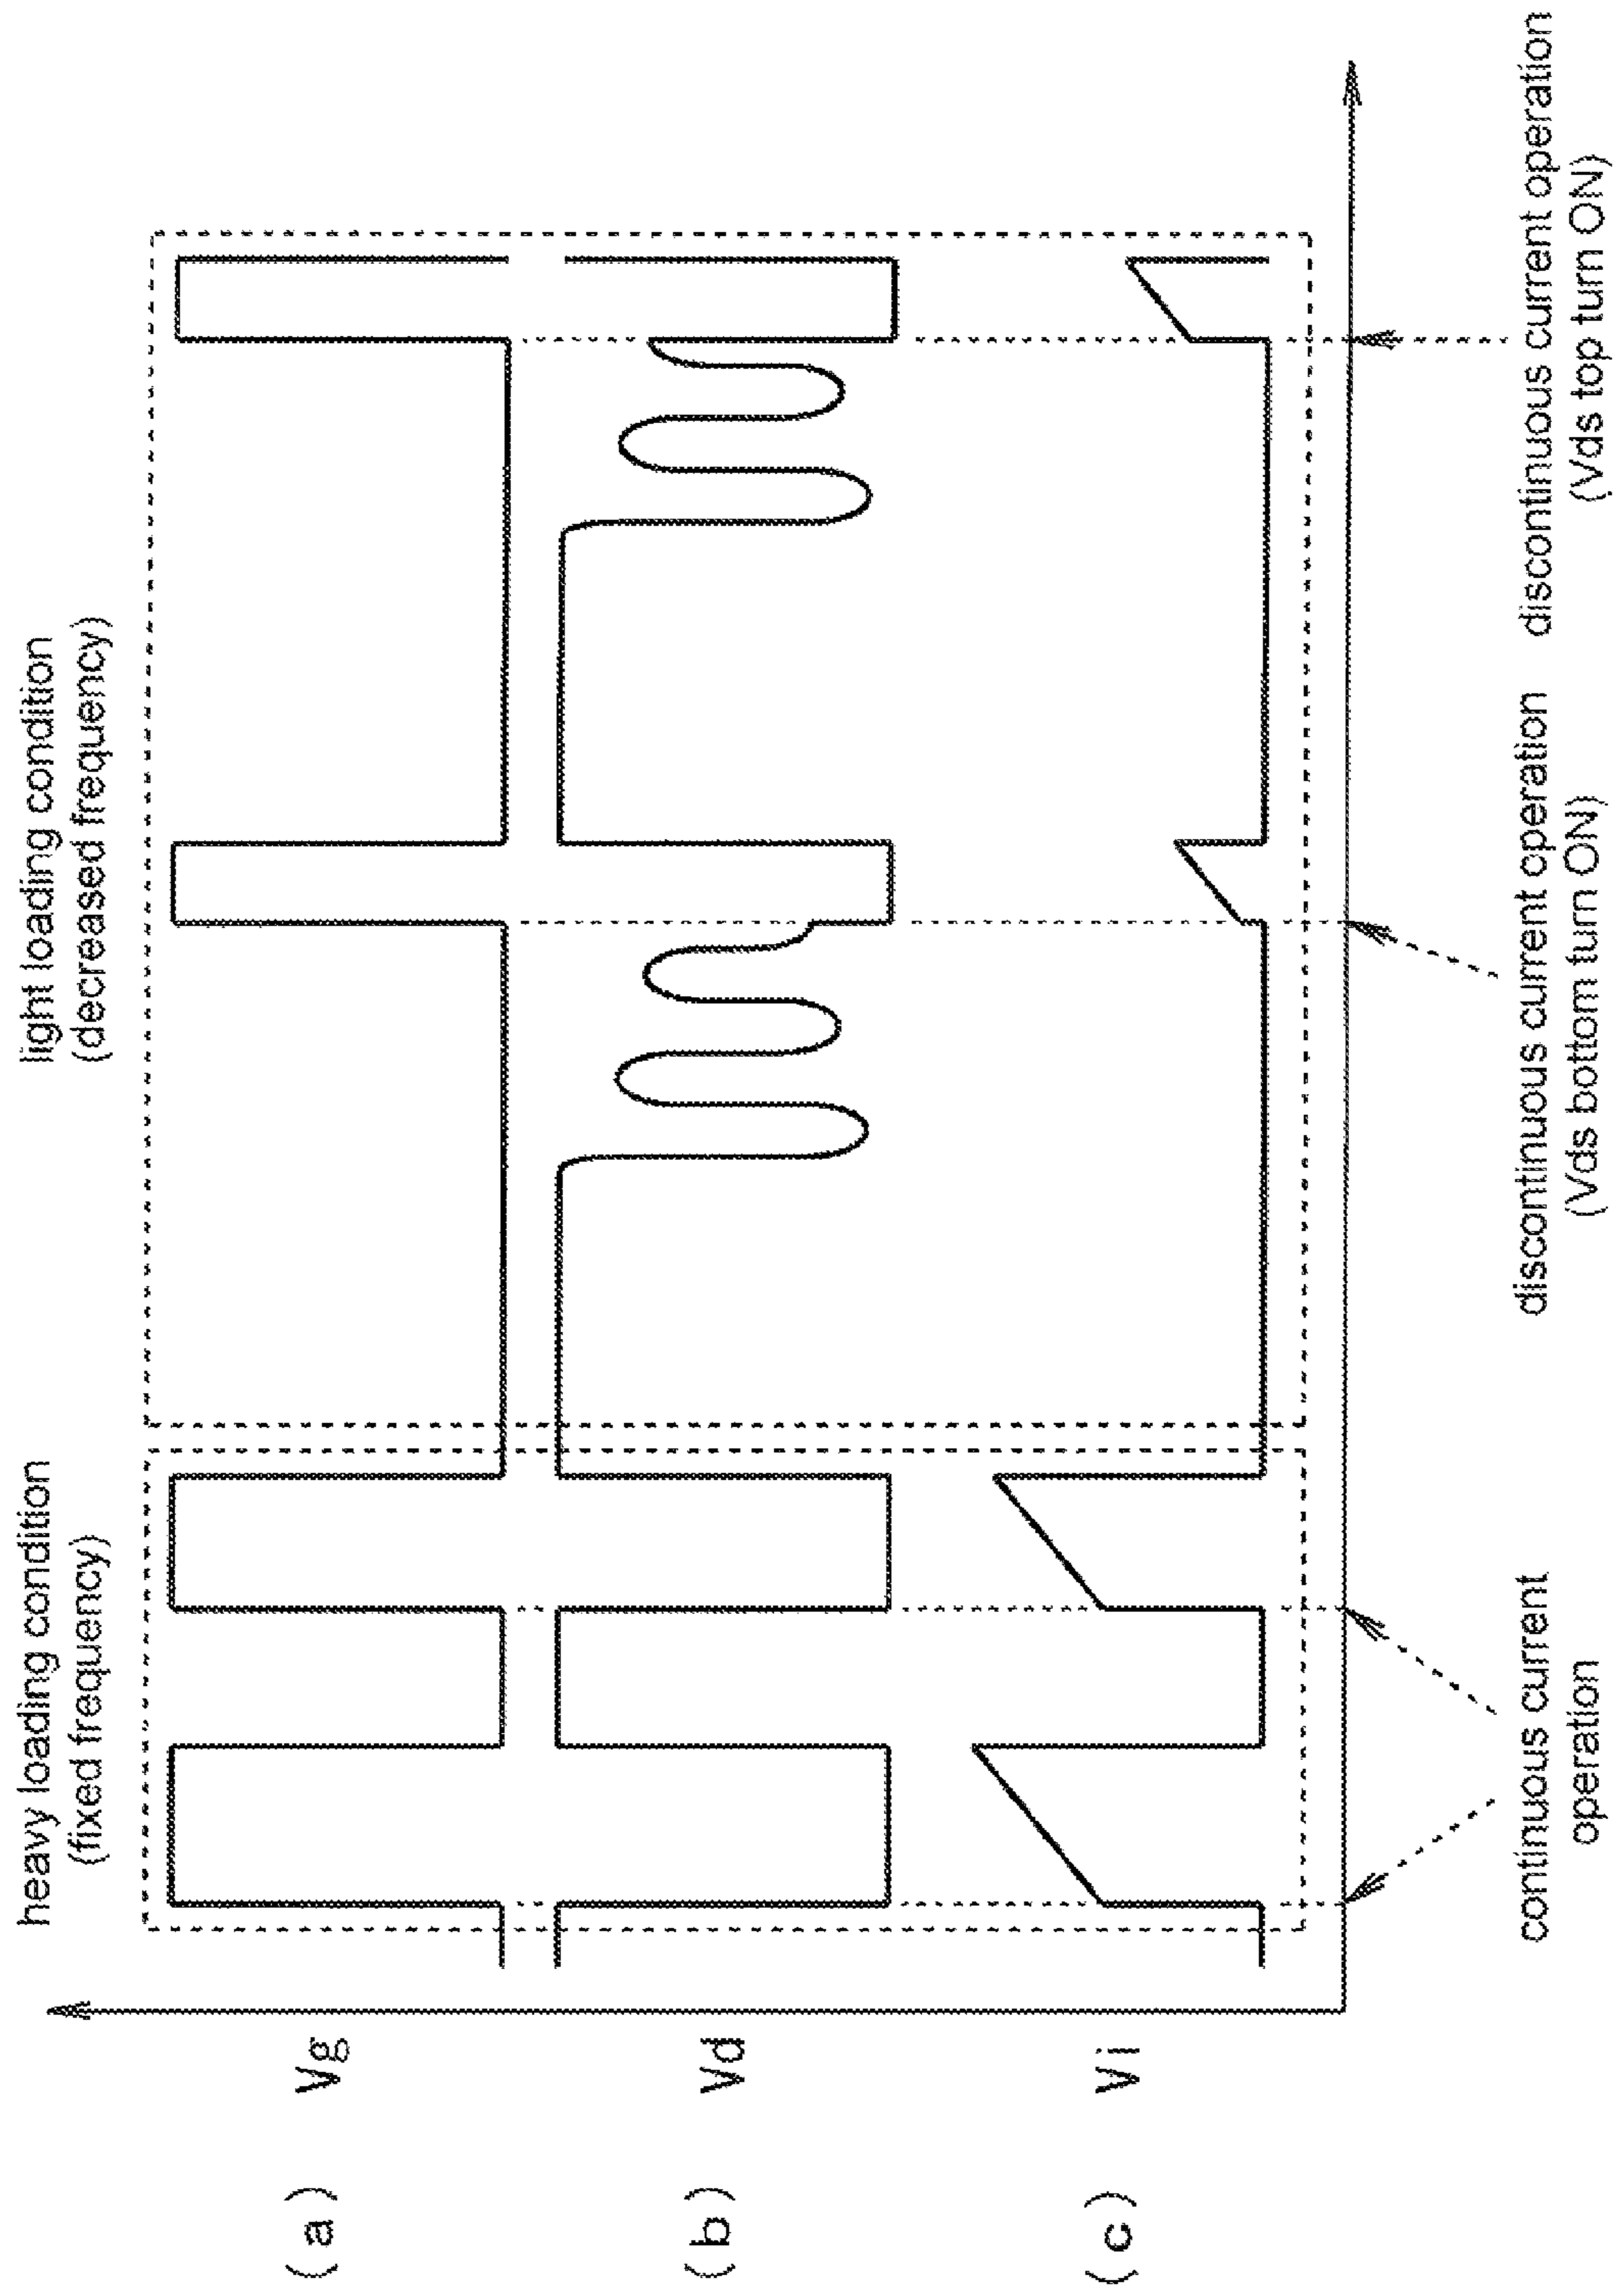 heavy loading condition
(fixed frequency)
light loading condition
(decreased frequency)
(a) Vg
(b) Vd
(c) Vi
continuous current
operation
discontinuous current operation
(Vds bottom turn ON)
discontinuous current operation
(Vds top turn ON)